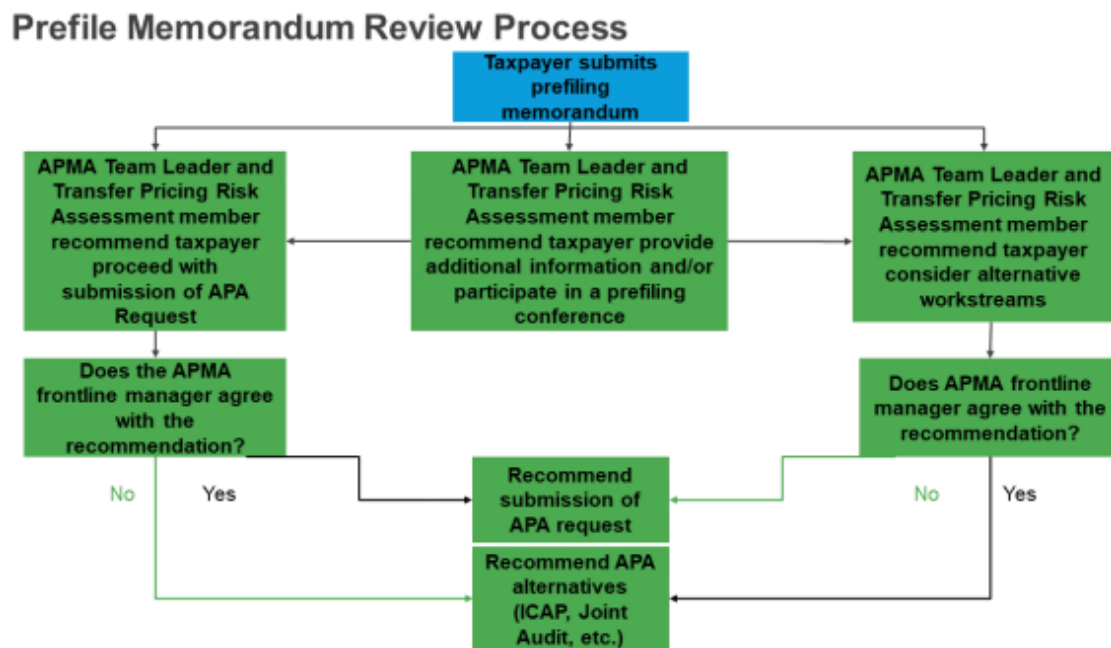 Prefile Memorandum Review Process
Taxpayer submits
prefiling
memorandum
APMA Team Leader and
Transfer Pricing Risk
Assessment member
recommend taxpayer
proceed with
submission of APA
Request
APMA Team Leader and
Transfer Pricing Risk
Assessment member
recommend taxpayer provide
additional information and/or
participate in a prefiling
conference
APMA Team Leader and
Transfer Pricing Risk
Assessment member
recommend taxpayer
consider alternative
workstreams
Does the APMA
frontline manager agree
with the
recommendation?
Does APMA frontline
manager agree with the
recommendation?
No
Yes
Recommend
submission of
APA request
No
Yes
Recommend APA
alternatives
(ICAP, Joint
Audit, etc.)